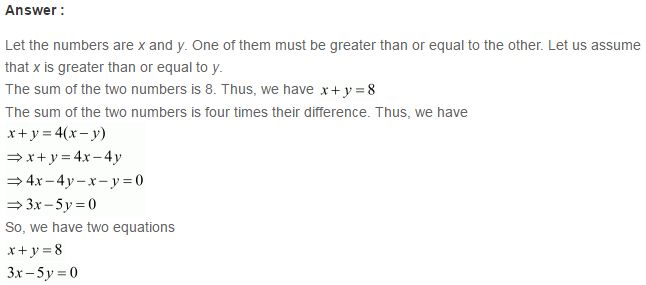 Answer :
Let the numbers are x and y. One of them must be greater than or equal to the other. Let us assume
that x is greater than or equal to y.
The sum of the two numbers is 8. Thus, we have x + y = 8
The sum of the two numbers is four times their difference. Thus, we have
x + y = 4(x − y)
⇒ x + y = 4x − 4y
⇒ 4x − 4y − x − y = 0
⇒ 3x − 5y = 0
So, we have two equations
x + y = 8
3x − 5y = 0